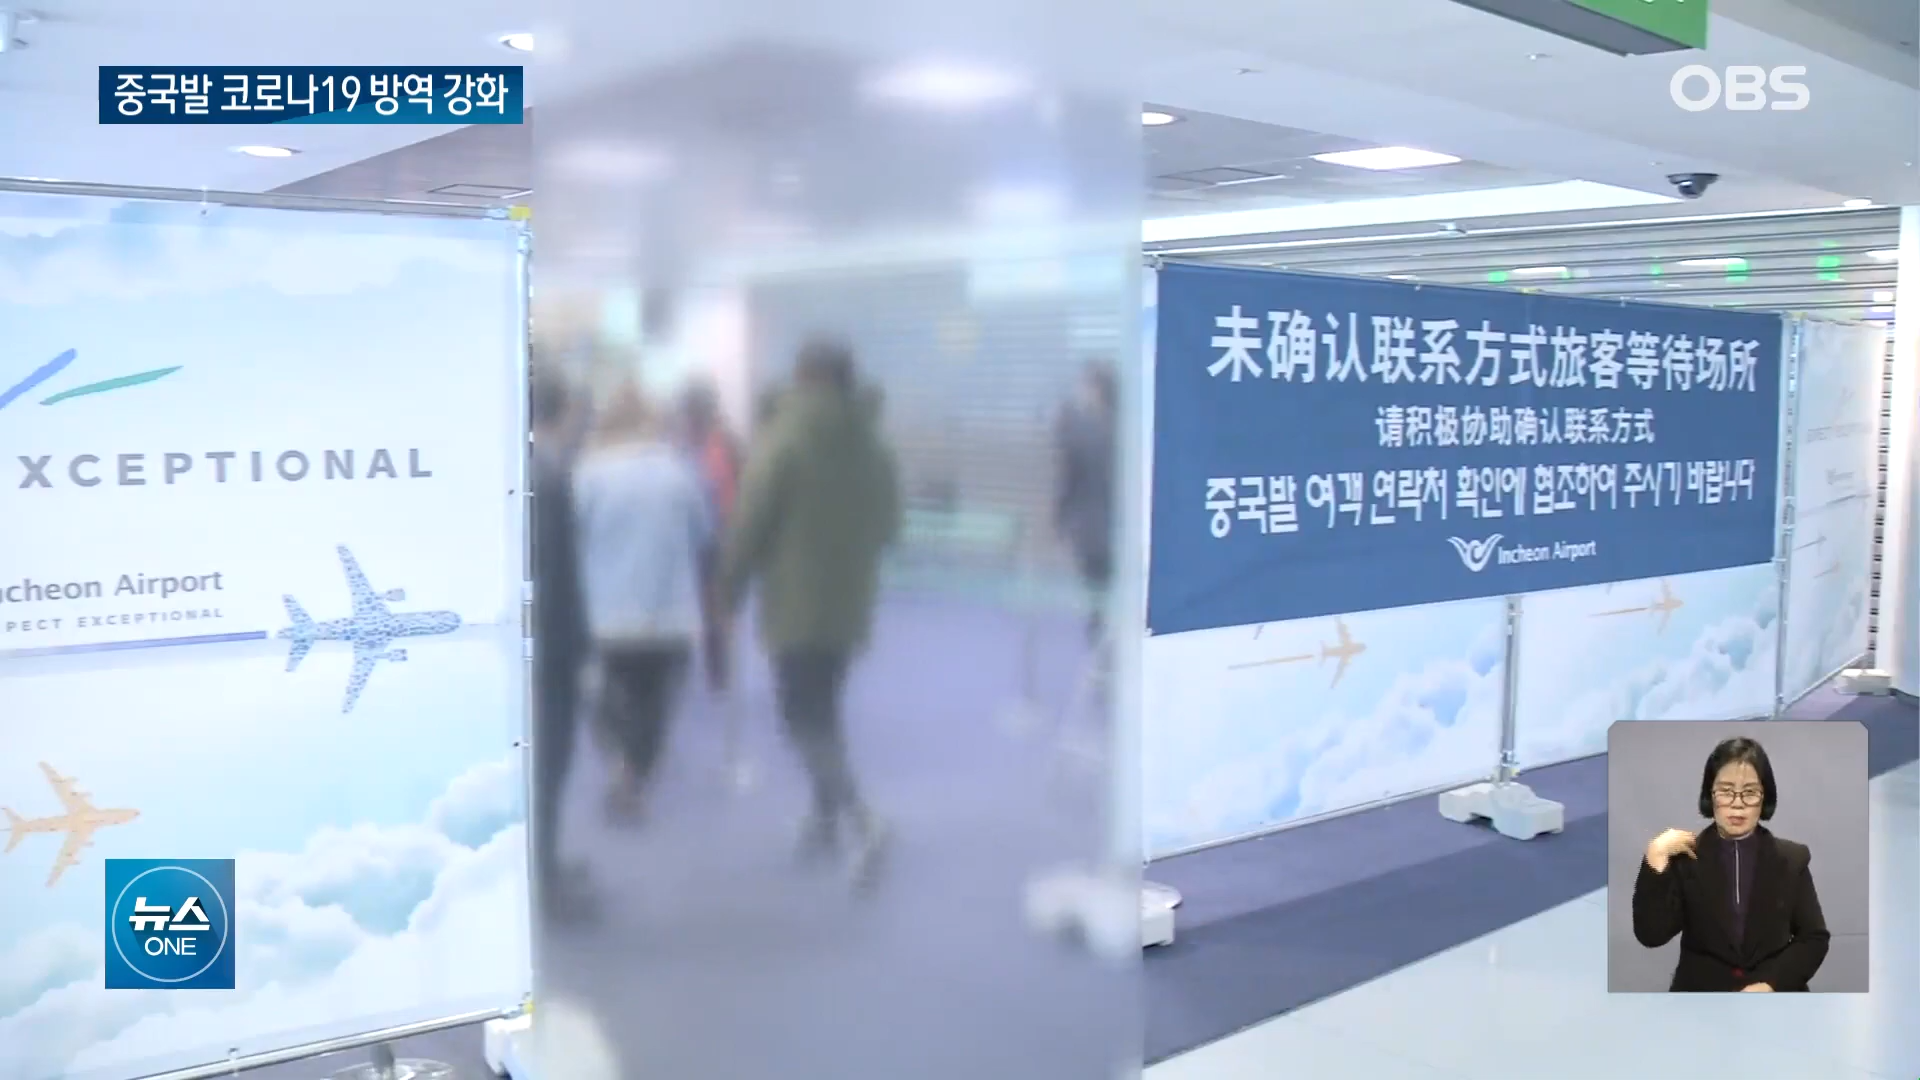 중국발 코로나19 방역 강화
OBS
XCEPTIONAL
ncheon Airport
PECT EXCEPTIONAL
未确认联系方式旅客等待场所
请积极协助确认联系方式
중국발 여객 연락처 확인에 협조하여 주시기 바랍니다
Incheon Airport
뉴스
ONE